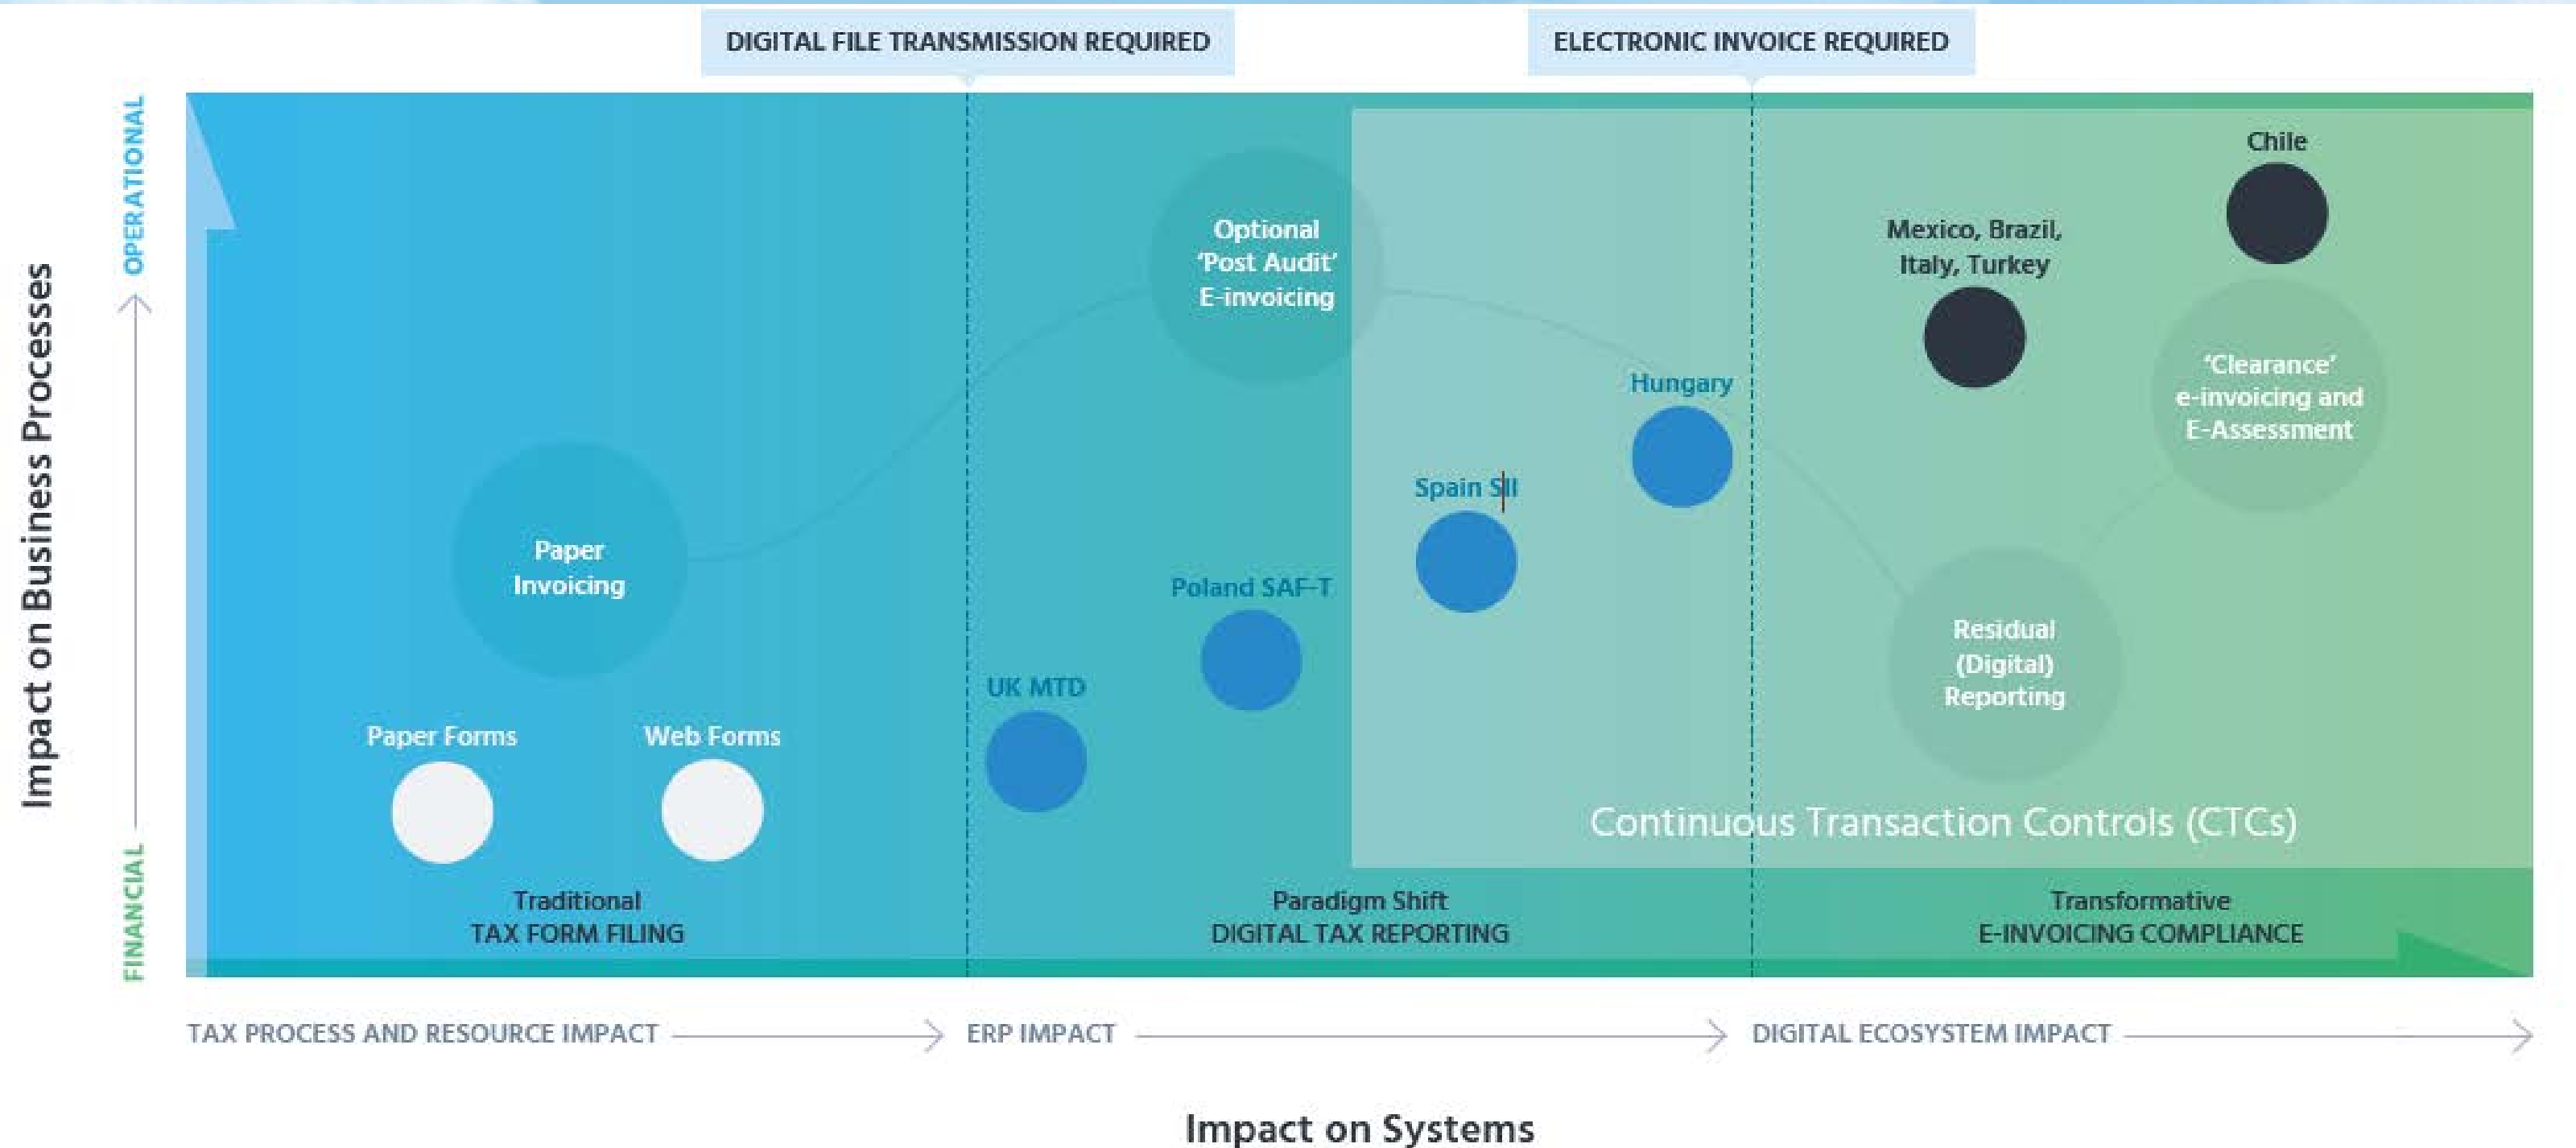 DIGITAL FILE TRANSMISSION REQUIRED
ELECTRONIC INVOICE REQUIRED
Impact on Business Processes
OPERATIONAL
FINANCIAL
Optional
‘Post Audit’
E-invoicing
Chile
Mexico, Brazil,
Italy, Turkey
‘Clearance’
e-invoicing and
E-Assessment
Hungary
Spain SII
Paper
Invoicing
Poland SAF-T
UK MTD
Residual
(Digital)
Reporting
Paper Forms
Web Forms
Continuous Transaction Controls (CTCs)
Traditional
TAX FORM FILING
Paradigm Shift
DIGITAL TAX REPORTING
Transformative
E-INVOICING COMPLIANCE
TAX PROCESS AND RESOURCE IMPACT
ERP IMPACT
DIGITAL ECOSYSTEM IMPACT
Impact on Systems